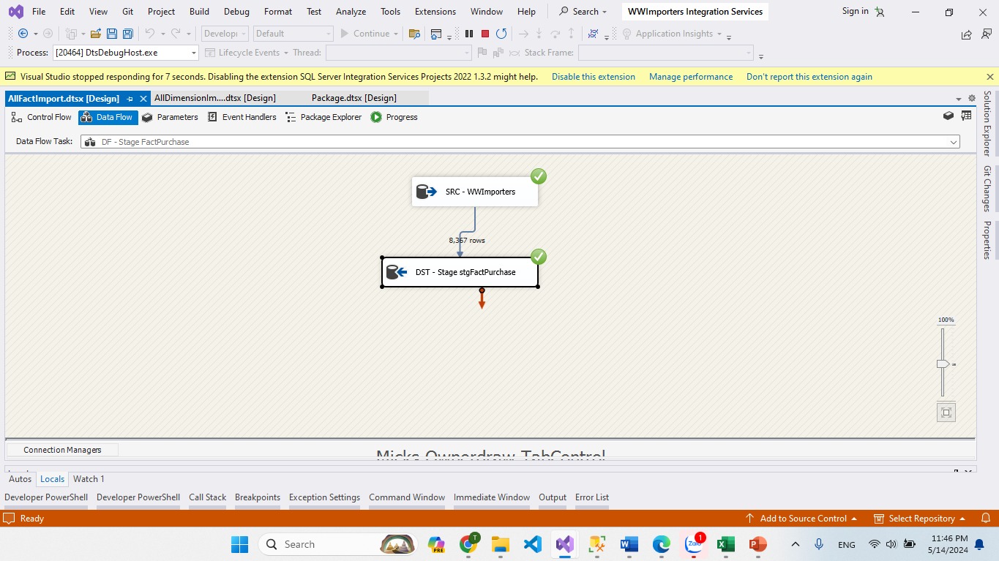 File Edit View Git Project Build Debug Format Test Analyze Tools Extensions Window Help Search WWImporters Integration Services Sign in
Developi Default Continue Application Insights
Process: [20464] DtsDebugHost.exe Lifecycle Events Thread: Stack Frame:
Visual Studio stopped responding for 7 seconds. Disabling the extension SQL Server Integration Services Projects 2022 1.3.2 might help. Disable this extension Manage performance Don't report this extension again
AllFactImport.dtsx [Design] AllDimensionIm....dtsx [Design] Package.dtsx [Design]
Control Flow Data Flow Parameters Event Handlers Package Explorer Progress
Data Flow Task: DF - Stage FactPurchase
Solution Explorer
Git Changes
Properties
SRC - WWImporters
8,367 rows
DST - Stage stgFactPurchase
100%
Connection Managers
Micks Ownerdraw TabControl
Autos Locals Watch 1
Developer PowerShell Developer PowerShell Call Stack Breakpoints Exception Settings Command Window Immediate Window Output Error List
Ready Add to Source Control Select Repository
Search PRE T Zalo 1 ENG 11:46 PM
5/14/2024